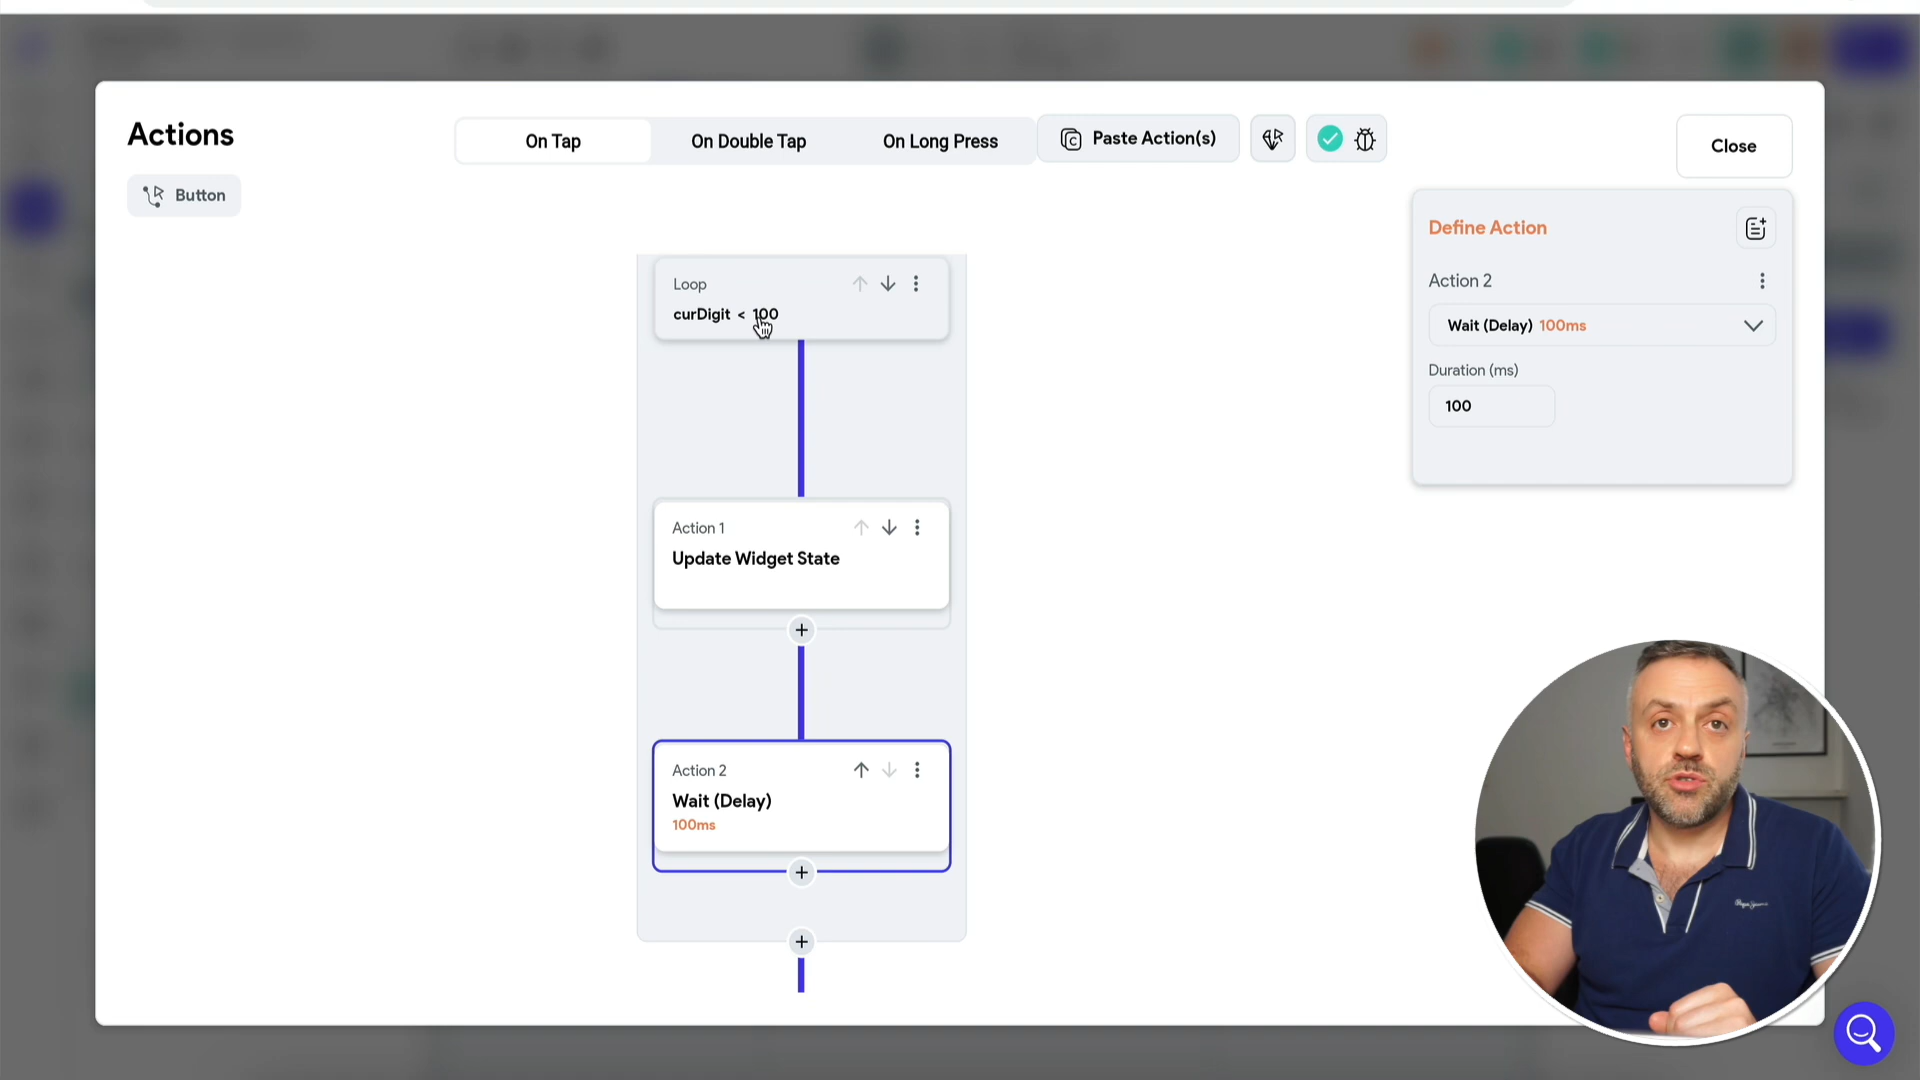 Actions
On Tap
On Double Tap
On Long Press
Paste Action(s)
Close
Button
Define Action
Action 2
Wait (Delay) 100ms
Duration (ms)
100
Loop
curDigit < 100
Action 1
Update Widget State
Action 2
Wait (Delay)
100ms